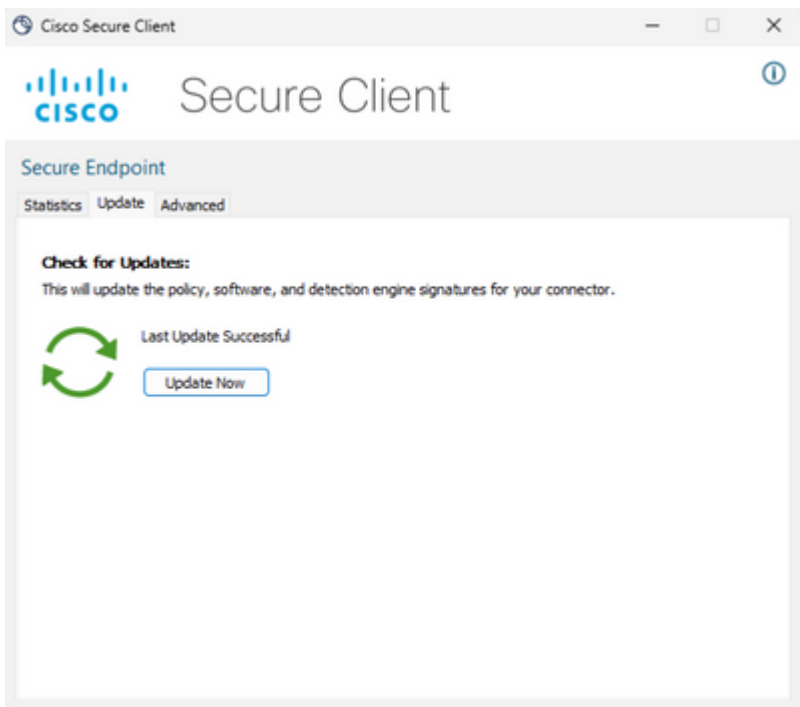 Cisco Secure Client
CISCO Secure Client
Secure Endpoint
Statistics Update Advanced
Check for Updates:
This will update the policy, software, and detection engine signatures for your connector.
Last Update Successful
Update Now